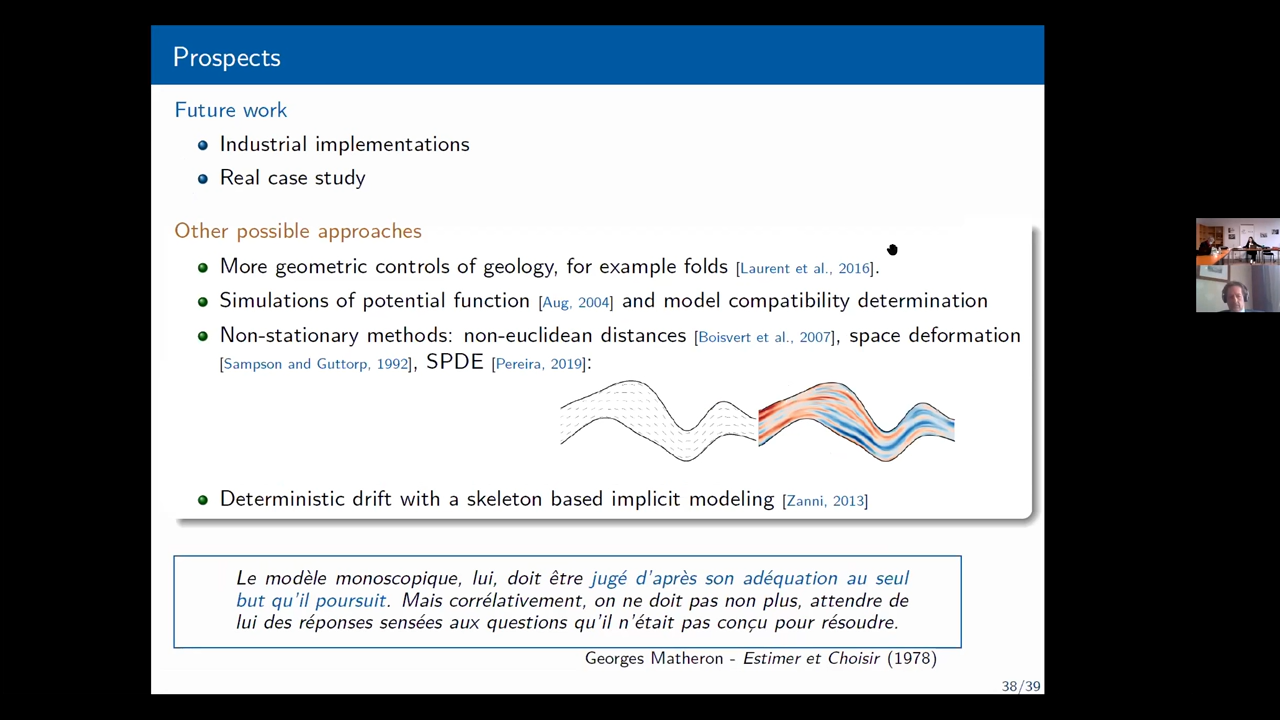 Prospects
Future work
Industrial implementations
Real case study
Other possible approaches
More geometric controls of geology, for example folds [Laurent et al., 2016].
Simulations of potential function [Aug, 2004] and model compatibility determination
Non-stationary methods: non-euclidean distances [Boisvert et al., 2007], space deformation
[Sampson and Guttorp, 1992], SPDE [Pereira, 2019]:
Deterministic drift with a skeleton based implicit modeling [Zanni, 2013]
Le modèle monoscopique, lui, doit être jugé d'après son adéquation au seul
but qu'il poursuit. Mais corrélativement, on ne doit pas non plus, attendre de
lui des réponses sensées aux questions qu'il n'était pas conçu pour résoudre.
Georges Matheron - Estimer et Choisir (1978)
38/39